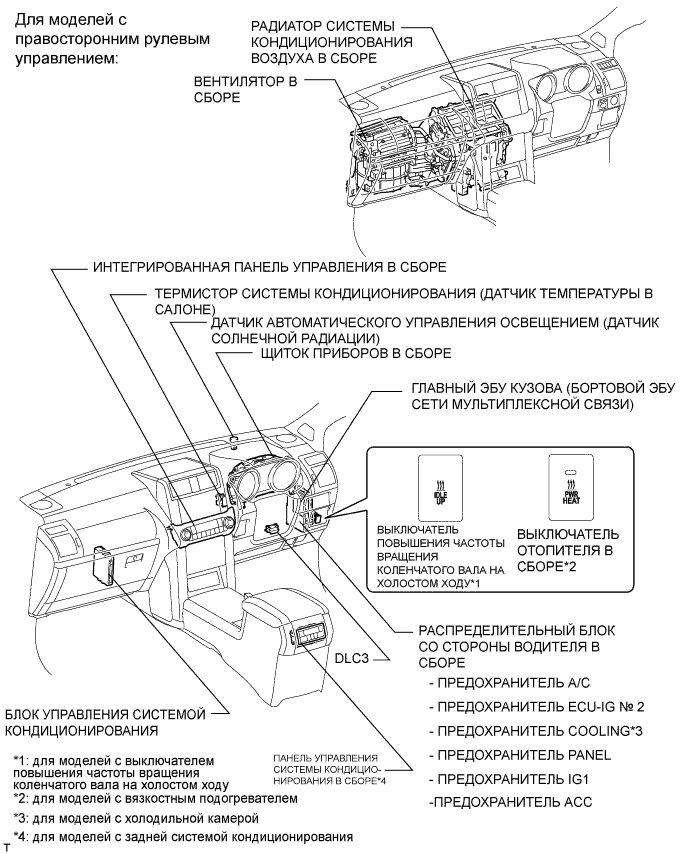 Для моделей с
правосторонним рулевым
управлением:
РАДИАТОР СИСТЕМЫ
КОНДИЦИОНИРОВАНИЯ
ВОЗДУХА В СБОРЕ
ВЕНТИЛЯТОР В
СБОРЕ
ИНТЕГРИРОВАННАЯ ПАНЕЛЬ УПРАВЛЕНИЯ В СБОРЕ
ТЕРМИСТОР СИСТЕМЫ КОНДИЦИОНИРОВАНИЯ (ДАТЧИК ТЕМПЕРАТУРЫ В
САЛОНЕ)
ДАТЧИК АВТОМАТИЧЕСКОГО УПРАВЛЕНИЯ ОСВЕЩЕНИЕМ (ДАТЧИК
СОЛНЕЧНОЙ РАДИАЦИИ)
ЩИТОК ПРИБОРОВ В СБОРЕ
ГЛАВНЫЙ ЭБУ КУЗОВА (БОРТОВОЙ ЭБУ
СЕТИ МУЛЬТИПЛЕКСНОЙ СВЯЗИ)
IDLE
UP
PWR
HEAT
ВЫКЛЮЧАТЕЛЬ
ПОВЫШЕНИЯ ЧАСТОТЫ
ВРАЩЕНИЯ
КОЛЕНЧАТОГО ВАЛА НА
ХОЛОСТОМ ХОДУ*1
ВЫКЛЮЧАТЕЛЬ
ОТОПИТЕЛЯ В
СБОРЕ*2
РАСПРЕДЕЛИТЕЛЬНЫЙ БЛОК
СО СТОРОНЫ ВОДИТЕЛЯ В
СБОРЕ
- ПРЕДОХРАНИТЕЛЬ A/C
- ПРЕДОХРАНИТЕЛЬ ECU-IG № 2
- ПРЕДОХРАНИТЕЛЬ COOLING*3
- ПРЕДОХРАНИТЕЛЬ PANEL
- ПРЕДОХРАНИТЕЛЬ IG1
-ПРЕДОХРАНИТЕЛЬ ACC
DLC3
БЛОК УПРАВЛЕНИЯ СИСТЕМОЙ
КОНДИЦИОНИРОВАНИЯ
ПАНЕЛЬ УПРАВЛЕНИЯ
СИСТЕМЫ КОНДИЦИО-
НИРОВАНИЯ В СБОРЕ*4
*1: для моделей с выключателем
повышения частоты вращения
коленчатого вала на холостом ходу
*2: для моделей с вязкостным подогревателем
*3: для моделей с холодильной камерой
*4: для моделей с задней системой кондиционирования
T